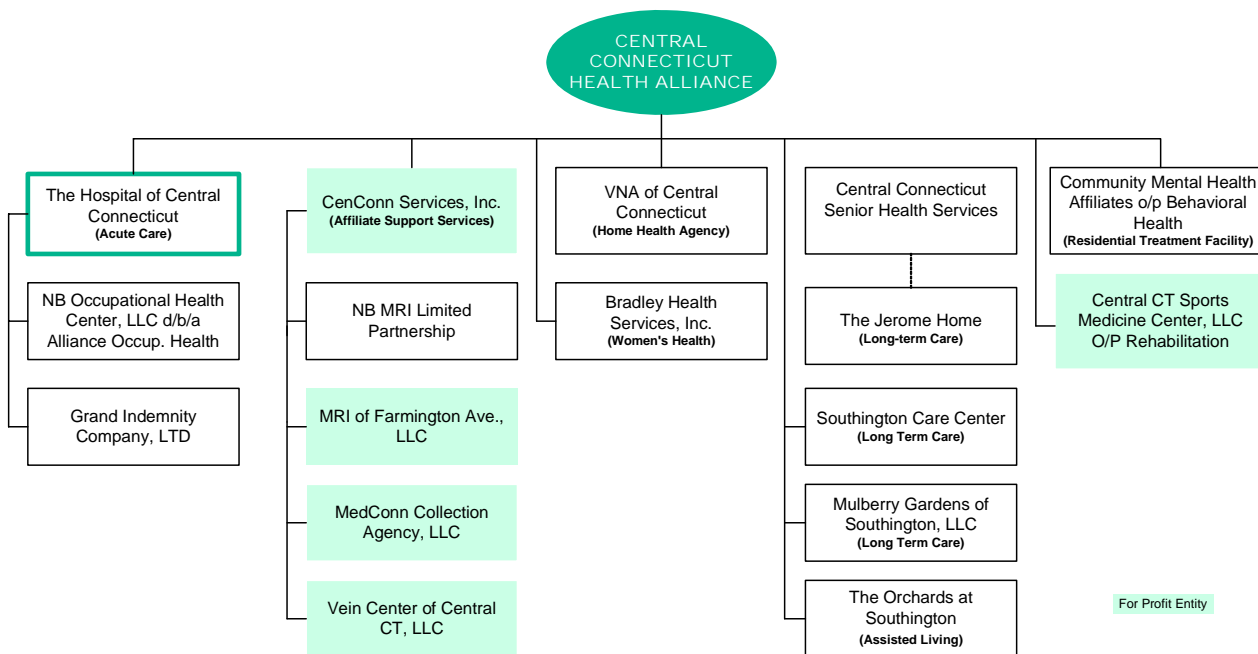 CENTRAL
CONNECTICUT
HEALTH ALLIANCE
The Hospital of Central
Connecticut
(Acute Care)
CenConn Services, Inc.
(Affiliate Support Services)
VNA of Central
Connecticut
(Home Health Agency)
Central Connecticut
Senior Health Services
Community Mental Health
Affiliates o/p Behavioral
Health
(Residential Treatment Facility)
NB Occupational Health
Center, LLC d/b/a
Alliance Occup. Health
NB MRI Limited
Partnership
Bradley Health
Services, Inc.
(Women's Health)
The Jerome Home
(Long-term Care)
Central CT Sports
Medicine Center, LLC
O/P Rehabilitation
Grand Indemnity
Company, LTD
MRI of Farmington Ave.,
LLC
Southington Care Center
(Long Term Care)
MedConn Collection
Agency, LLC
Mulberry Gardens of
Southington, LLC
(Long Term Care)
Vein Center of Central
CT, LLC
The Orchards at
Southington
(Assisted Living)
For Profit Entity